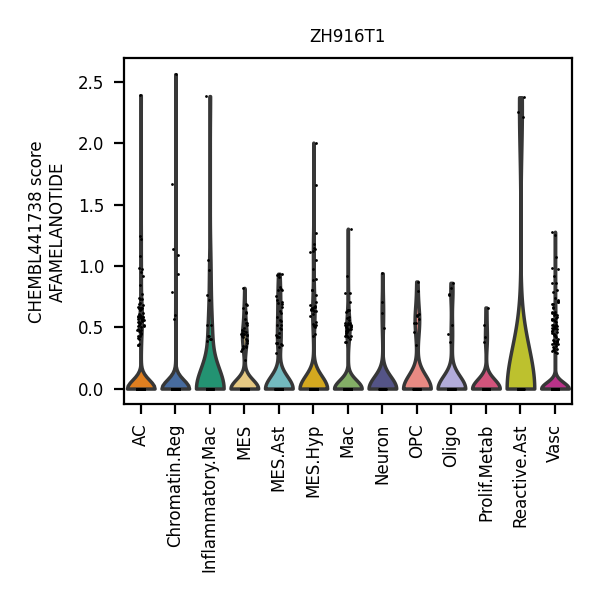 ZH916T1
CHEMBL441738 score
AFAMELANOTIDE
2.5
2.0
1.5
1.0
0.5
0.0
AC
Chromatin.Reg
Inflammatory.Mac
MES
MES.Ast
MES.Hyp
Mac
Neuron
OPC
Oligo
Prolif.Metab
Reactive.Ast
Vasc